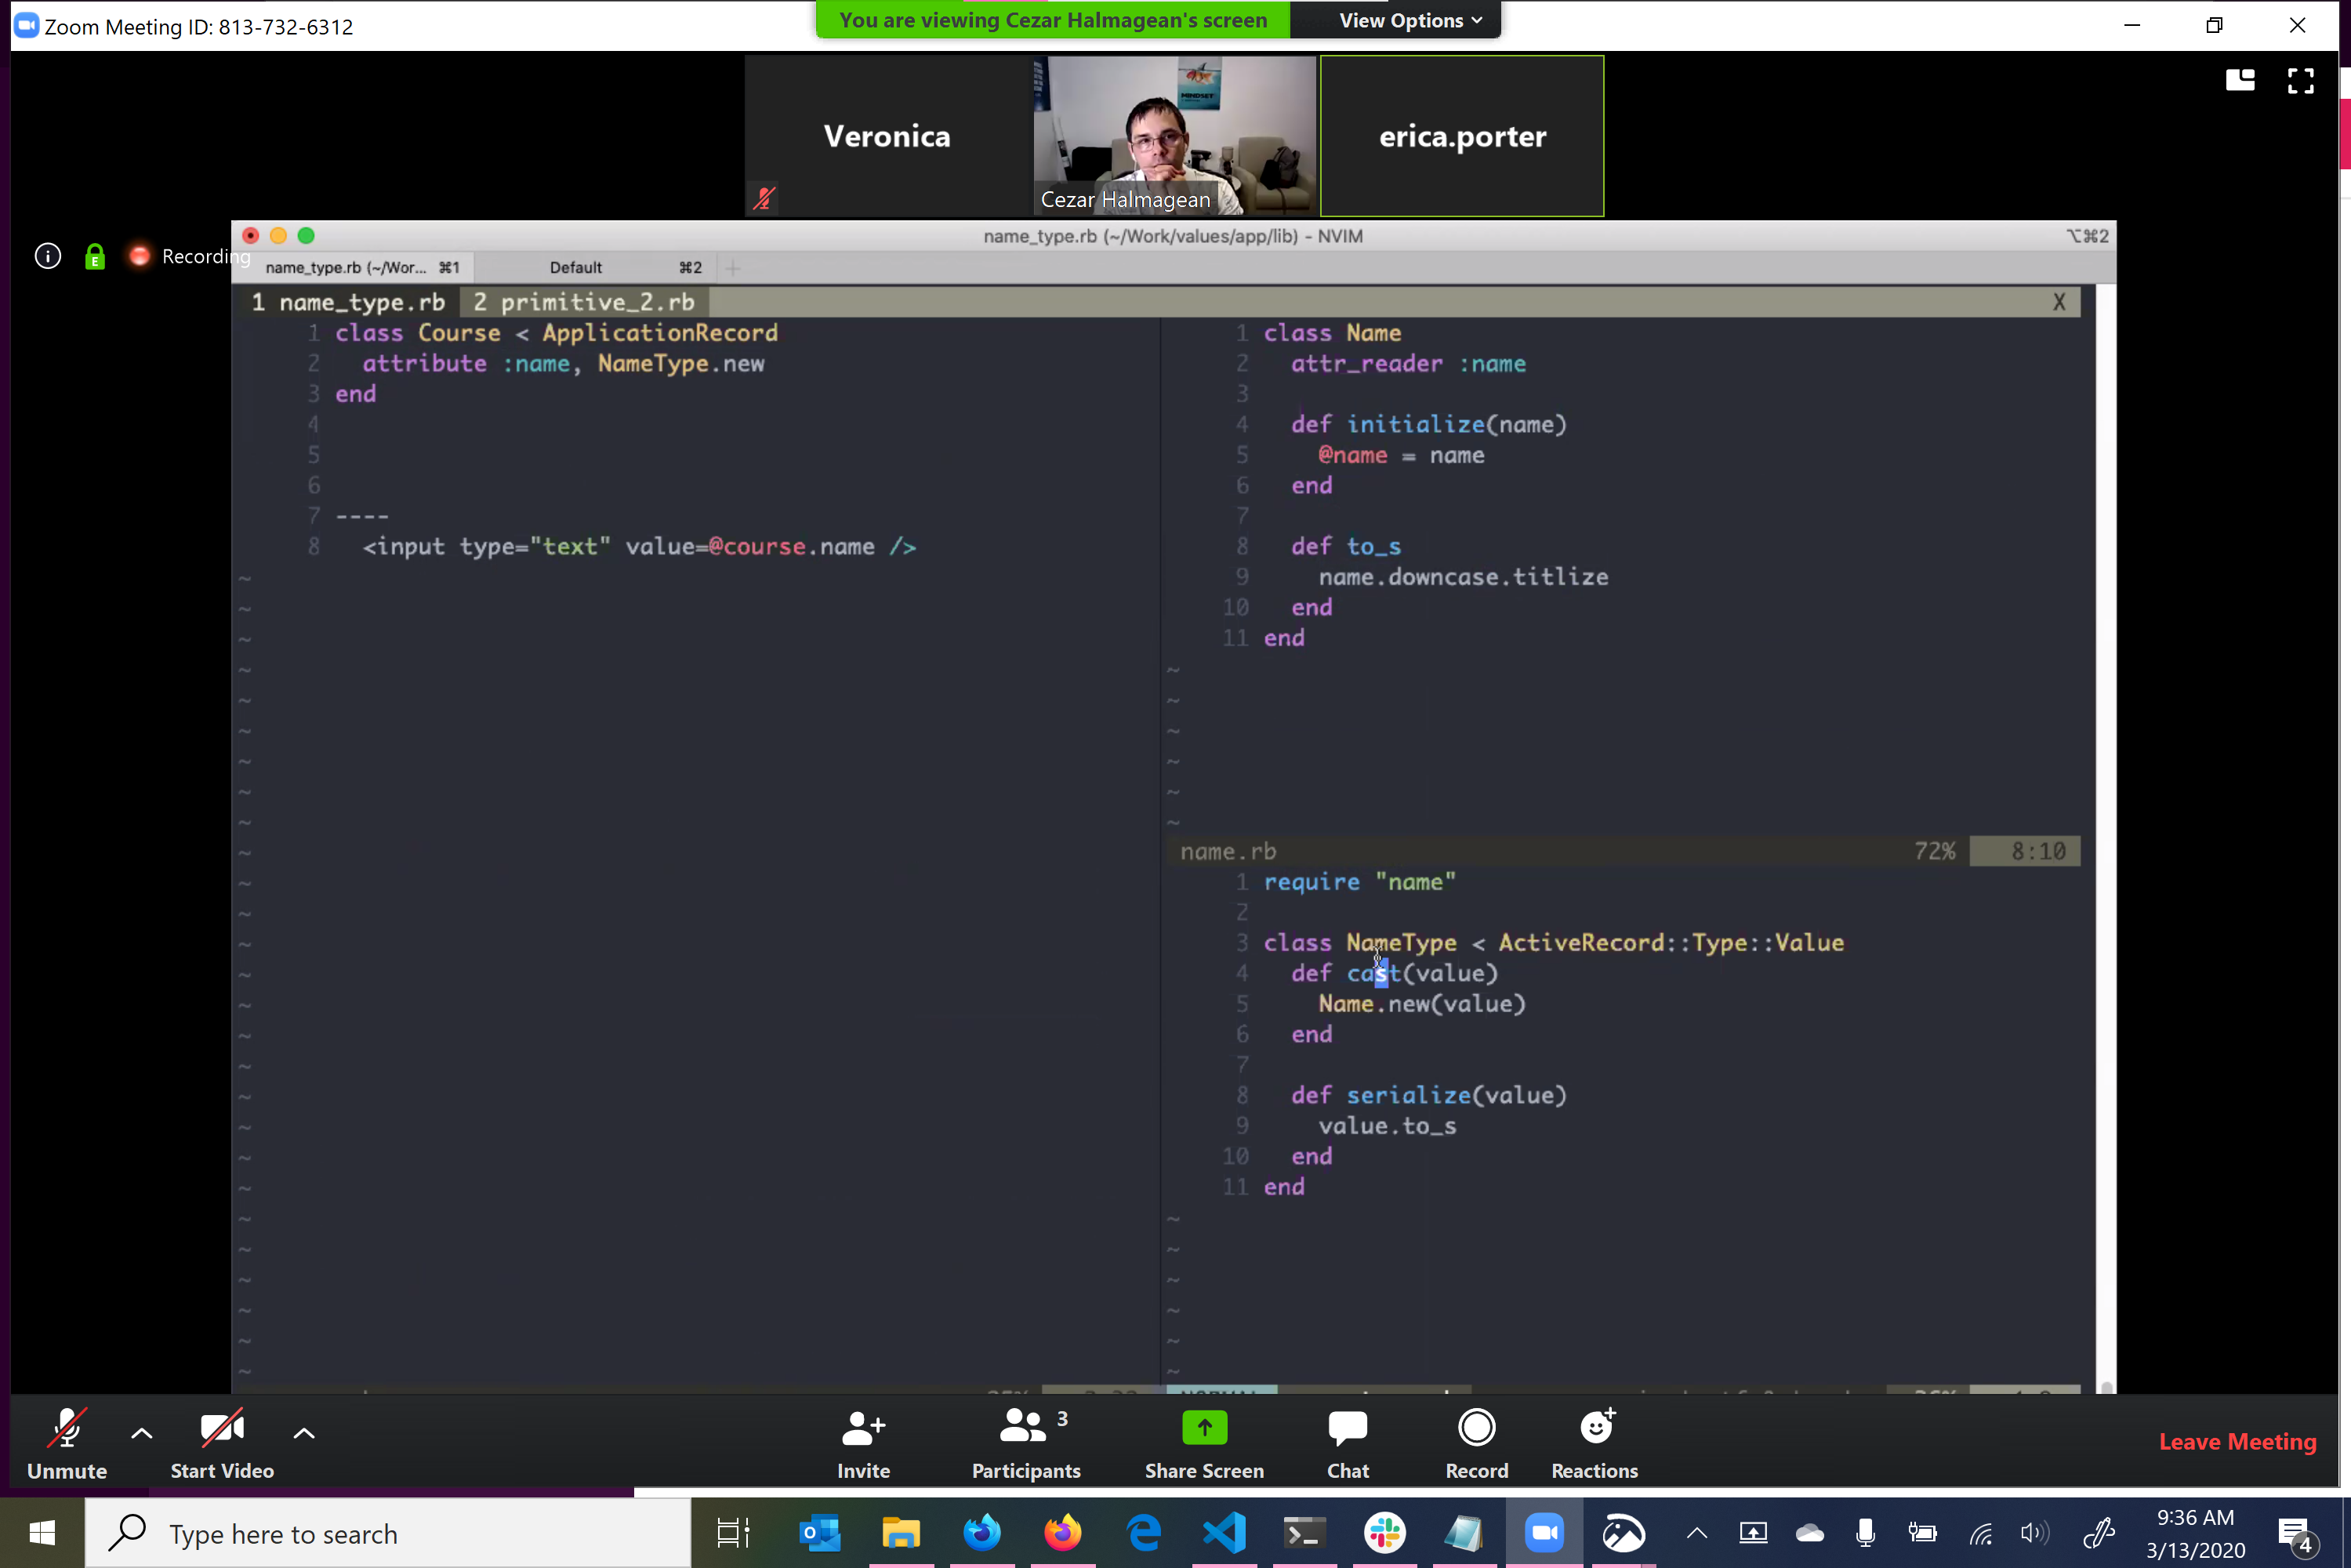 Zoom Meeting ID: 813-732-6312
You are viewing Cezar Halmagean's screen
View Options
Veronica
MINDSET
Cezar Halmagean
erica.porter
Recording
name_type.rb (~/Work/values/app/lib) - NVIM
⌥⌘2
name_type.rb (~/Wor... ⌘1
Default ⌘2
1 name_type.rb 2 primitive_2.rb X
1 class Course < ApplicationRecord
2 attribute :name, NameType.new
3 end
4
5
6
7 ----
8 <input type="text" value=@course.name />
1 class Name
2 attr_reader :name
3
4 def initialize(name)
5 @name = name
6 end
7
8 def to_s
9 name.downcase.titlize
10 end
11 end
name.rb 72% 8:10
1 require "name"
2
3 class NameType < ActiveRecord::Type::Value
4 def cast(value)
5 Name.new(value)
6 end
7
8 def serialize(value)
9 value.to_s
10 end
11 end
Unmute
Start Video
Invite
3
Participants
Share Screen
Chat
Record
Reactions
Leave Meeting
Type here to search
9:36 AM
3/13/2020
4